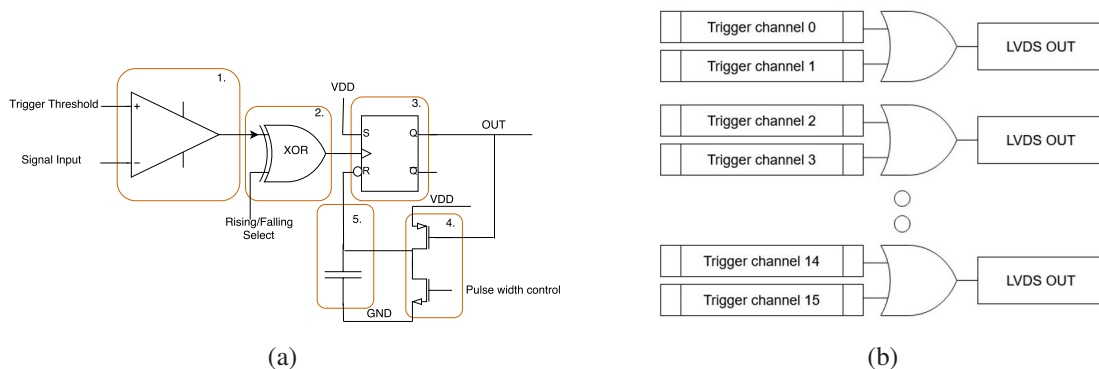 1.
Trigger Threshold
+
Signal Input
−
2.
XOR
Rising/Falling
Select
VDD
3.
S
Q
R
Q
OUT
VDD
4.
5.
Pulse width control
GND
(a)
Trigger channel 0
Trigger channel 1
LVDS OUT
Trigger channel 2
Trigger channel 3
LVDS OUT
Trigger channel 14
Trigger channel 15
LVDS OUT
(b)